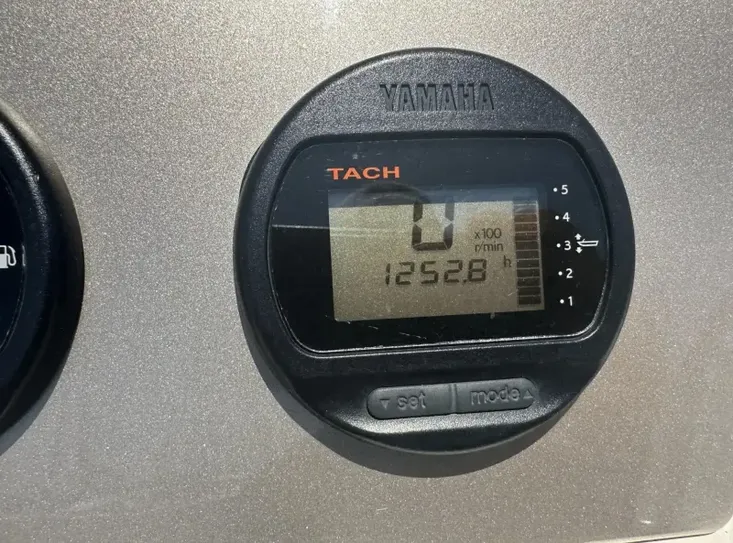 YAMAHA
TACH
0
x100
r/min
1252.8 h
5
4
3
2
1
▼ set
mode ▲